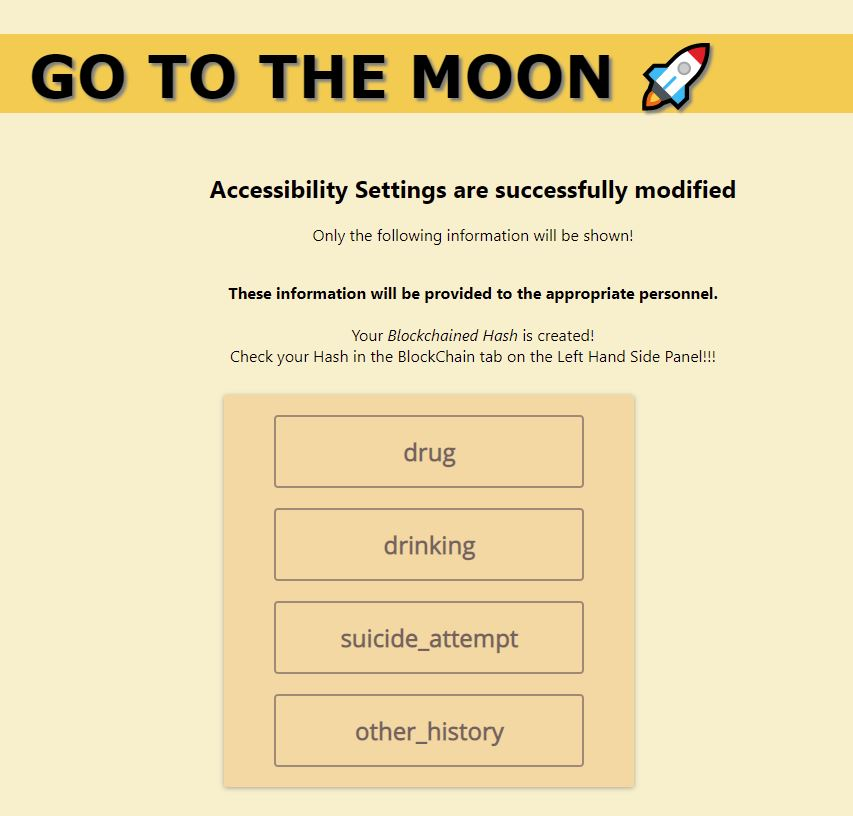 GO TO THE MOON 🚀
Accessibility Settings are successfully modified
Only the following information will be shown!
These information will be provided to the appropriate personnel.
Your Blockchained Hash is created!
Check your Hash in the BlockChain tab on the Left Hand Side Panel!!!
drug
drinking
suicide_attempt
other_history